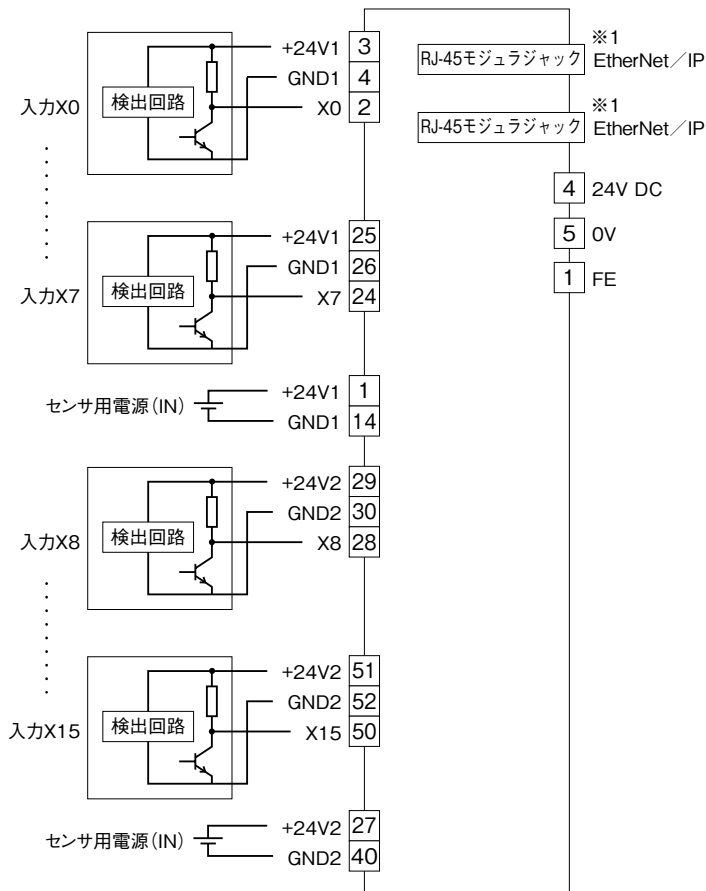 入力X0
検出回路
+24V1 3
GND1 4
X0 2
入力X7
検出回路
+24V1 25
GND1 26
X7 24
センサ用電源(IN)
+24V1 1
GND1 14
入力X8
検出回路
+24V2 29
GND2 30
X8 28
入力X15
検出回路
+24V2 51
GND2 52
X15 50
センサ用電源(IN)
+24V2 27
GND2 40
RJ-45モジュラジャック
※1
EtherNet/IP
RJ-45モジュラジャック
※1
EtherNet/IP
4 24V DC
5 0V
1 FE